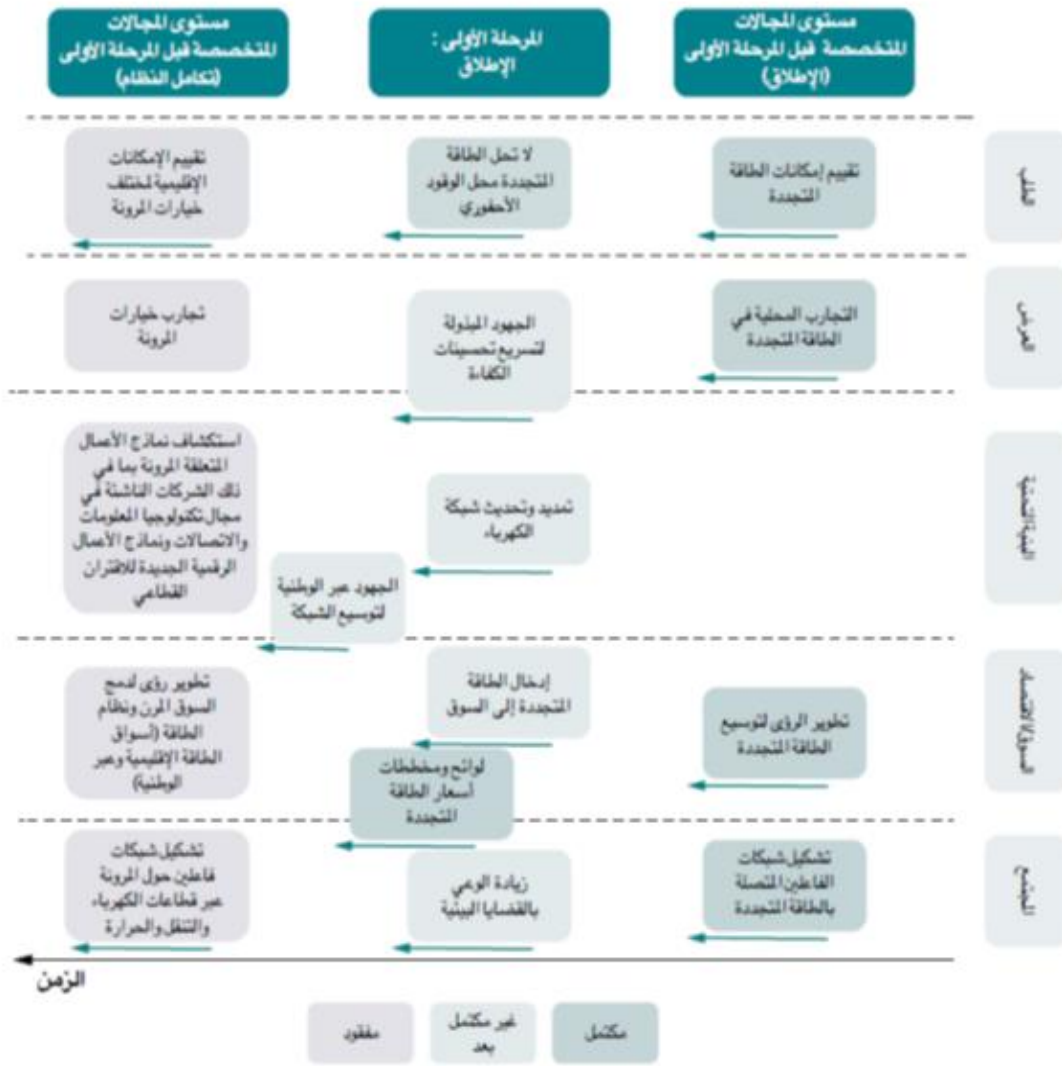 مستوى المجالات
المتخصصة قبل المرحلة الأولى
(الإطلاق)
المرحلة الأولى :
الإطلاق
مستوى المجالات
المتخصصة قبل المرحلة الأولى
(تكامل النظام)
الطلب
تقييم إمكانات الطاقة
المتجددة
لا تحل الطاقة
المتجددة محل الوقود
الأحفوري
تقييم الإمكانات
الإقليمية لمختلف
خيارات المرونة
العرض
التجارب المحلية في
الطاقة المتجددة
الجهود المبذولة
لتسريع تحسينات
الكفاءة
تجارب خيارات
المرونة
البنية التحتية
تمديد وتحديث شبكة
الكهرباء
الجهود عبر الوطنية
لتوسيع الشبكة
استكشاف نماذج الأعمال
المتعلقة المرونة بما في
ذلك الشركات الناشئة في
مجال تكنولوجيا المعلومات
والاتصالات ونماذج الأعمال
الرقمية الجديدة للاقتران
القطاعي
السوق/الاقتصاد
تطوير الرؤى لتوسيع
الطاقة المتجددة
إدخال الطاقة
المتجددة إلى السوق
لوائح ومخططات
أسعار الطاقة
المتجددة
تطوير رؤى لدمج
السوق المرن ونظام
الطاقة (أسواق
الطاقة الإقليمية وعبر
الوطنية)
المجتمع
تشكيل شبكات
الفاعلين المتصلة
بالطاقة المتجددة
زيادة الوعي
بالقضايا البيئية
تشكيل شبكات
فاعلين حول المرونة
عبر قطاعات الكهرباء
والتنقل والحرارة
الزمن
مكتمل
غير مكتمل
بعد
مفقود